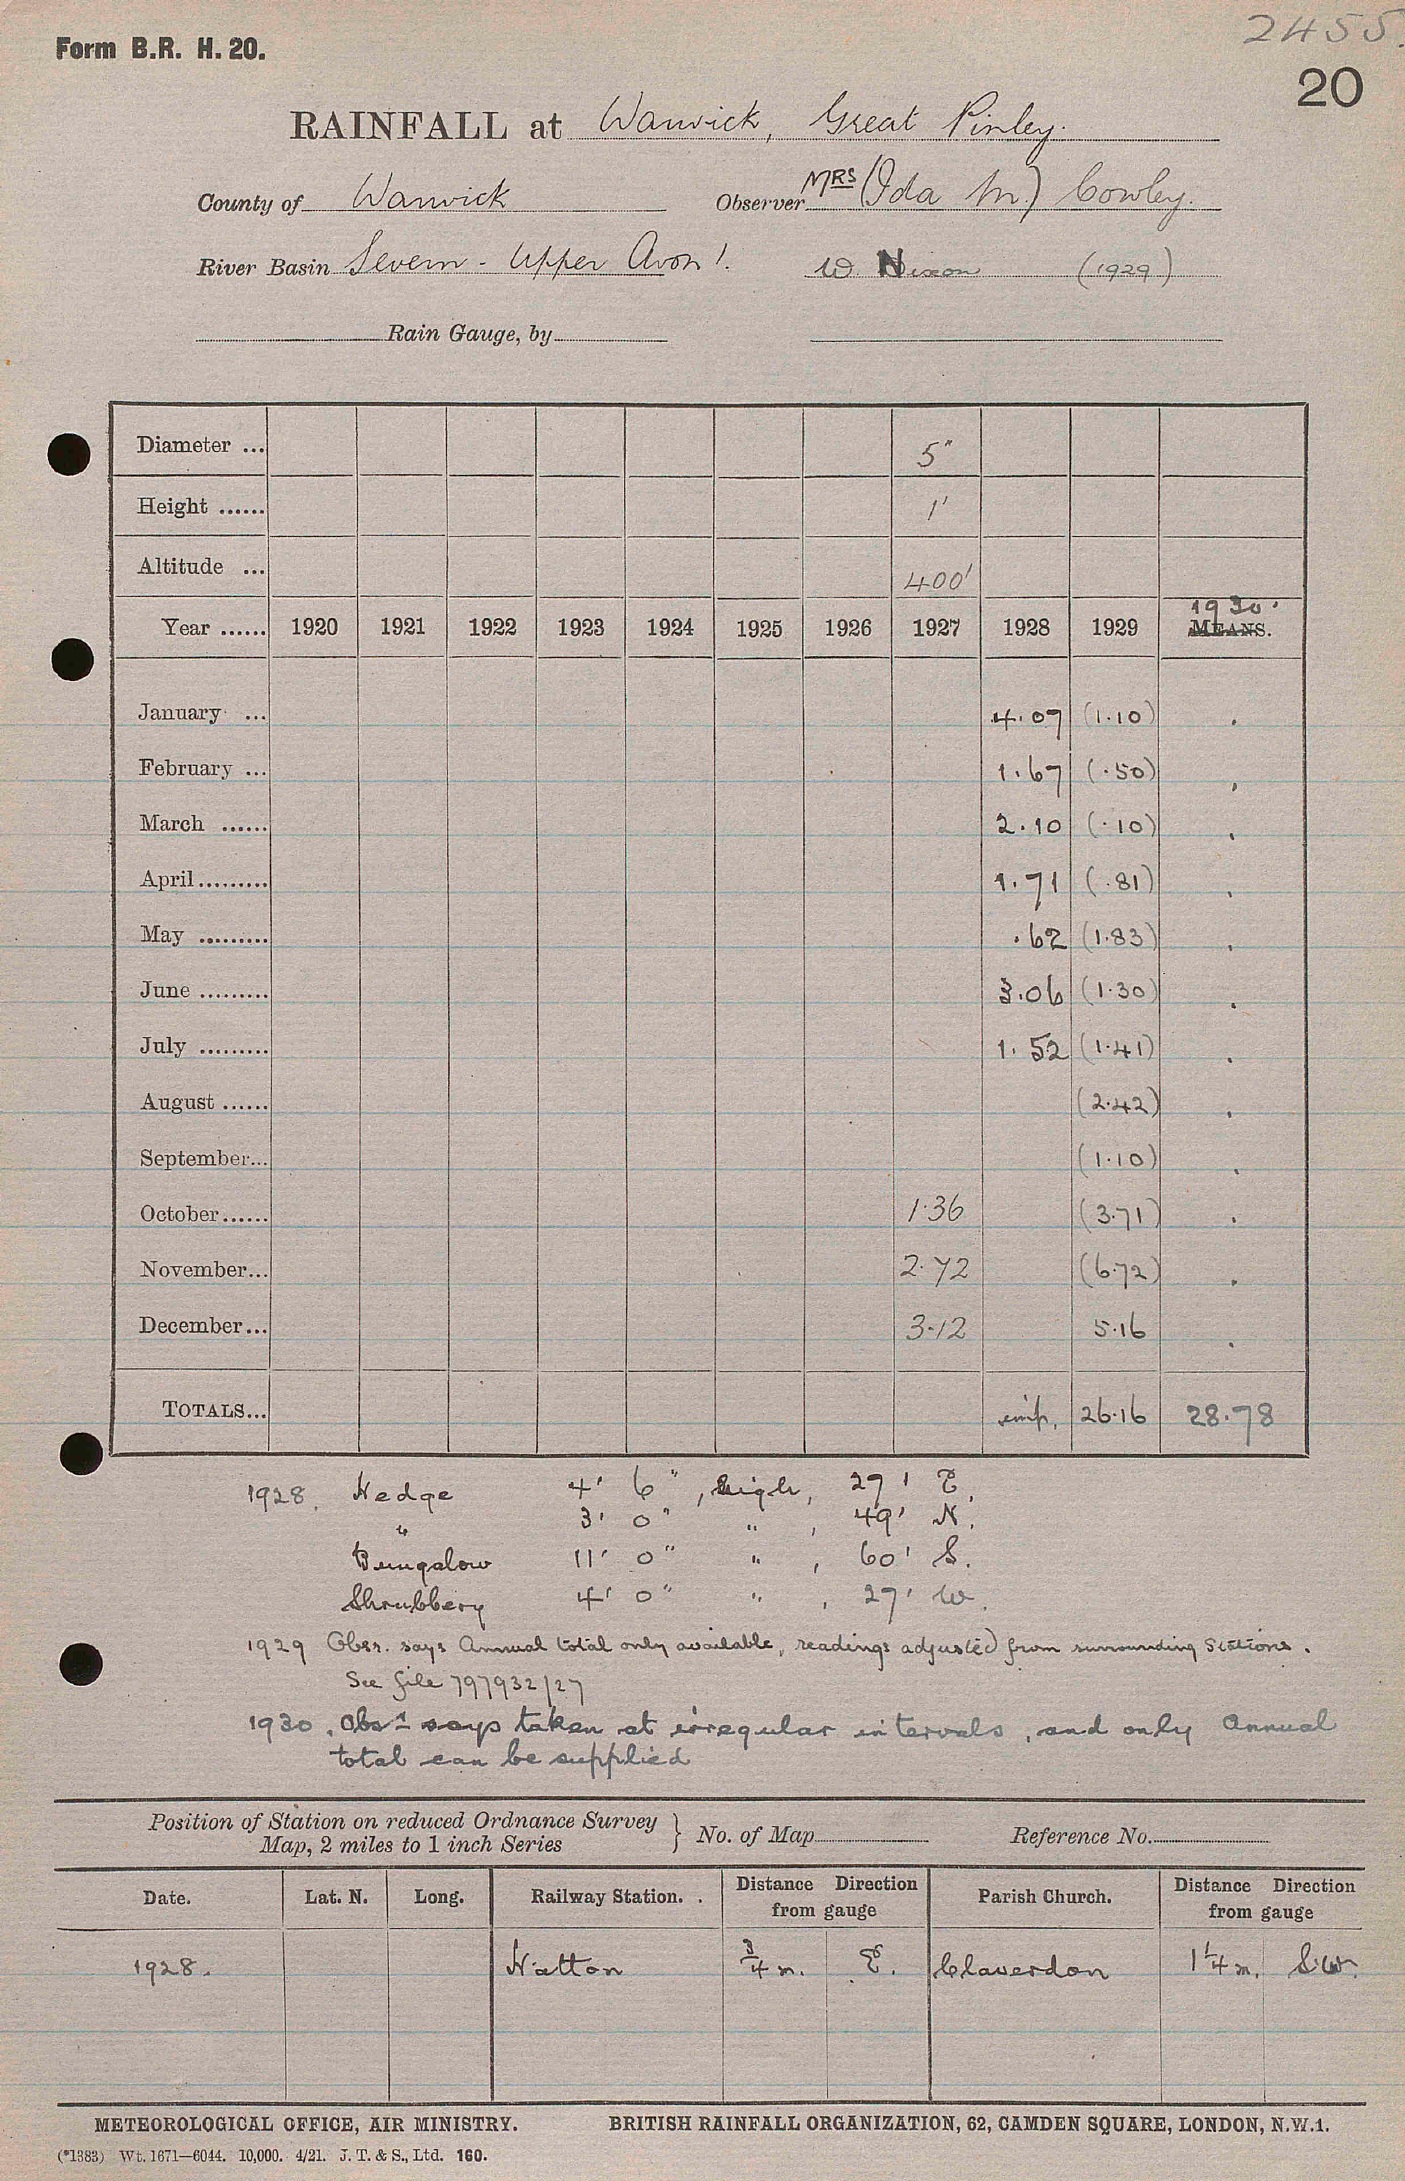 2455.
Form B.R. H. 20.
20
RAINFALL at Warwick, Great Pinley.
County of Warwick Observer MRS (Ida M.) Cowley.
River Basin Severn - Upper Avon 1. W Nixon (1929)
Rain Gauge, by
Diameter ... 5"
Height ...... 1'
Altitude ... 400'
Year ...... 1920 1921 1922 1923 1924 1925 1926 1927 1928 1929 1930. MEANS.
January ... 4.07 (1.10) .
February ... 1.67 (.50) .
March ...... 2.10 (.10) .
April......... 1.71 (.81) .
May ......... .62 (1.83) .
June ......... 3.06 (1.30) .
July ......... 1.52 (1.41) .
August ...... (2.42) .
September... (1.10) .
October...... 1.36 (3.71) .
November... 2.72 (6.72) .
December... 3.12 5.16 .
TOTALS... imp. 26.16 28.78
1928. Hedge 4' 6", high, 27' E.
" 3' 0" " , 49' N.
Bungalow 11' 0" " , 60' S.
Shrubbery 4' 0" " , 27' W.
1929 Obsr. says Annual total only available, readings adjusted from surrounding stations.
See file 797932/27
1930. Obsr says taken at irregular intervals, and only annual
total can be supplied
Position of Station on reduced Ordnance Survey
Map, 2 miles to 1 inch Series } No. of Map Reference No.
Date. Lat. N. Long. Railway Station. . Distance Direction from gauge Parish Church. Distance Direction from gauge
1928. Hatton 3/4 m. E. Claverdon 1 1/4 m. S.W.
METEOROLOGICAL OFFICE, AIR MINISTRY. BRITISH RAINFALL ORGANIZATION, 62, CAMDEN SQUARE, LONDON, N.W.1.
(*1383) Wt. 1671—6044. 10,000. 4/21. J. T. & S., Ltd. 160.